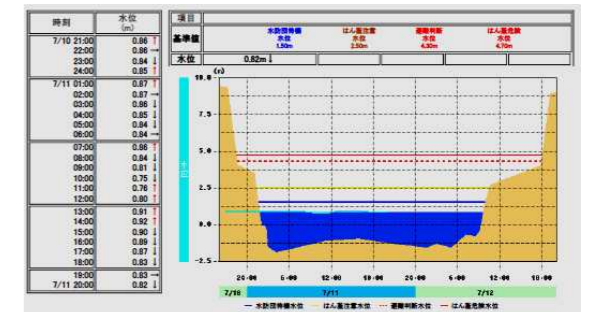 時刻 水位
(m)
7/10 21:00 0.86 ↑
22:00 0.86 →
23:00 0.84 ↓
24:00 0.85 ↑
7/11 01:00 0.87 ↑
02:00 0.87 →
03:00 0.86 ↓
04:00 0.85 ↓
05:00 0.84 ↓
06:00 0.84 →
07:00 0.86 ↑
08:00 0.84 ↓
09:00 0.81 ↓
10:00 0.75 ↓
11:00 0.76 ↑
12:00 0.80 ↑
13:00 0.91 ↑
14:00 0.92 ↑
15:00 0.90 ↓
16:00 0.89 ↓
17:00 0.87 ↓
18:00 0.83 ↓
19:00 0.83 →
7/11 20:00 0.82 ↓
項目
基準値 水防団待機 はん濫注意 避難判断 はん濫危険
水位 水位 水位 水位
1.50m 2.50m 4.30m 4.70m
水位 0.82m↓
10.0
7.5
5.0
2.5
0.0
-2.5
水位
20:00 6:00 12:00 18:00 20:00 6:00 12:00 18:00
7/10 7/11 7/12
水防団待機水位 はん濫注意水位 避難判断水位 はん濫危険水位